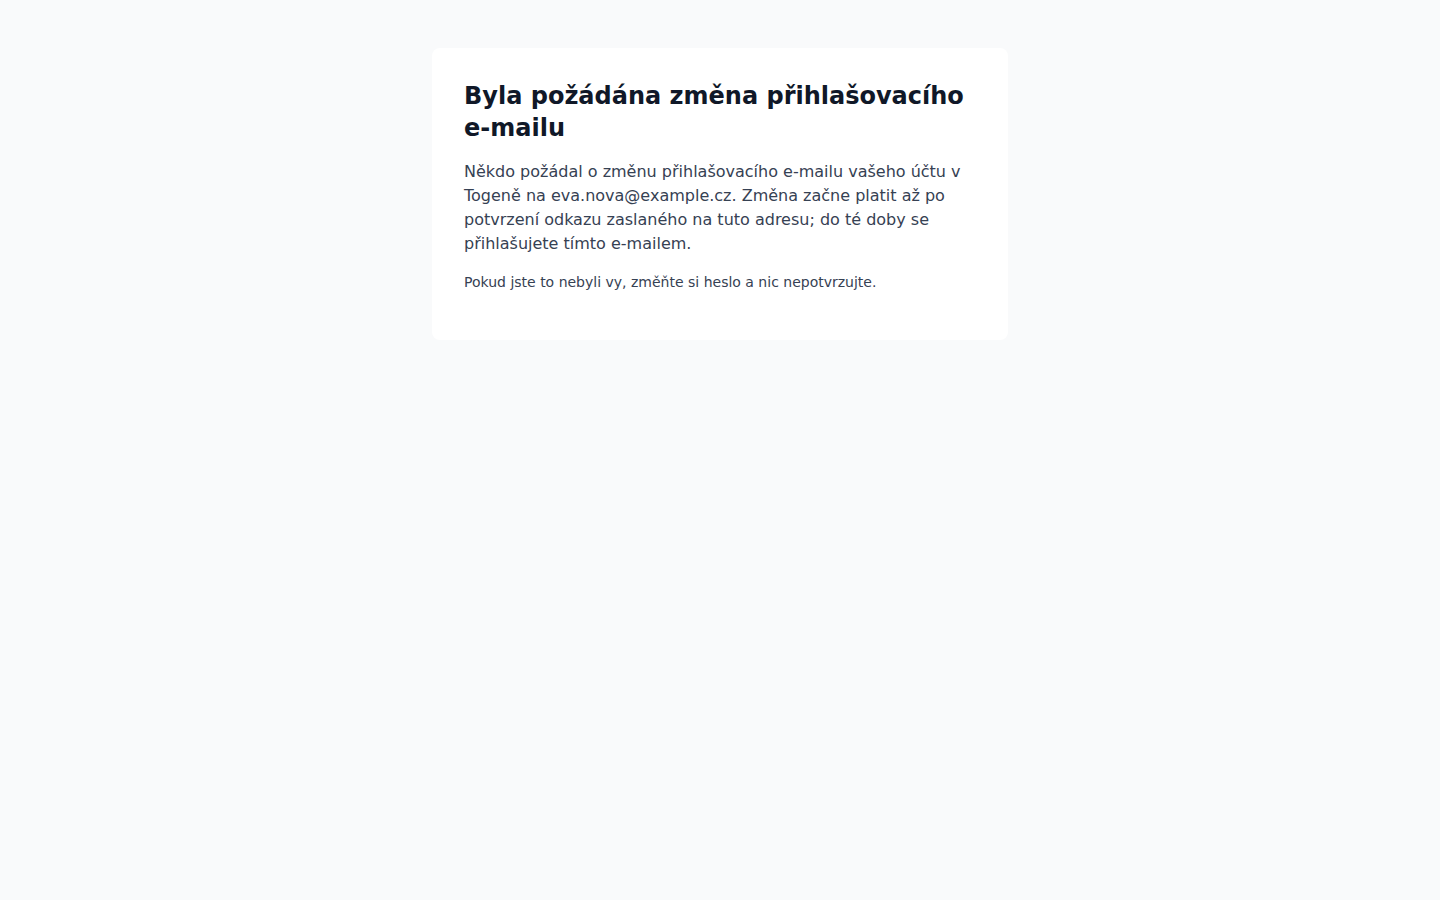 Byla požádána změna přihlašovacího
e-mailu
Někdo požádal o změnu přihlašovacího e-mailu vašeho účtu v
Togeně na eva.nova@example.cz. Změna začne platit až po
potvrzení odkazu zaslaného na tuto adresu; do té doby se
přihlašujete tímto e-mailem.
Pokud jste to nebyli vy, změňte si heslo a nic nepotvrzujte.